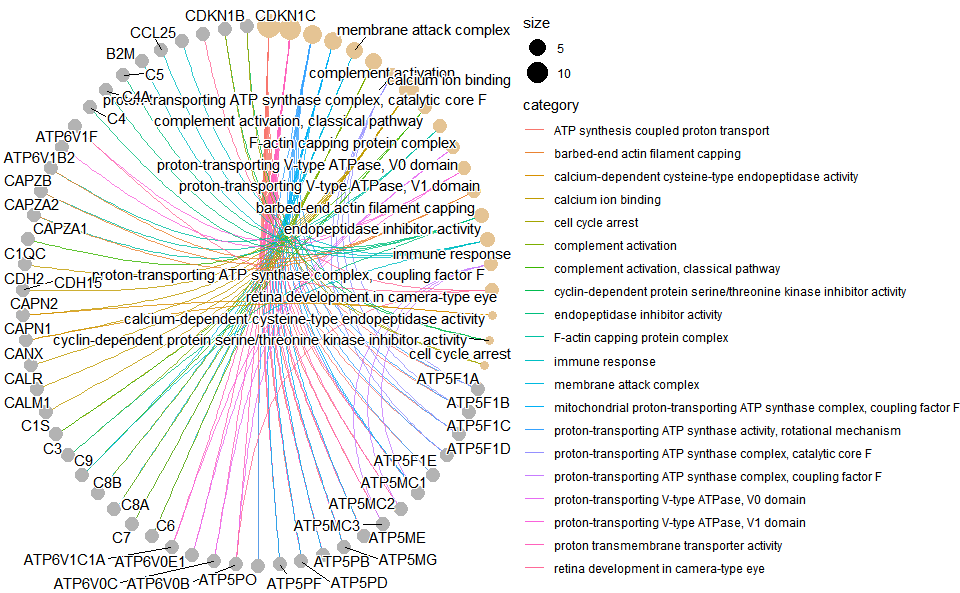 CDKN1B
CDKN1C
CCL25
membrane attack complex
B2M
C5
complement activation
calcium ion binding
C4A
proton-transporting ATP synthase complex, catalytic core F
C4
complement activation, classical pathway
ATP6V1F
F-actin capping protein complex
ATP6V1B2
proton-transporting V-type ATPase, V0 domain
CAPZB
proton-transporting V-type ATPase, V1 domain
CAPZA2
barbed-end actin filament capping
CAPZA1
endopeptidase inhibitor activity
C1QC
immune response
CDH2
CDH15
proton-transporting ATP synthase complex, coupling factor F
CAPN2
retina development in camera-type eye
CAPN1
calcium-dependent cysteine-type endopeptidase activity
cyclin-dependent protein serine/threonine kinase inhibitor activity
CANX
cell cycle arrest
CALR
ATP5F1A
CALM1
ATP5F1B
C1S
ATP5F1C
C3
ATP5F1D
C9
ATP5F1E
C8B
ATP5MC1
C8A
ATP5MC2
C7
C6
ATP5MC3
ATP5ME
ATP6V1C1A
ATP6V0E1
ATP5PB
ATP5MG
ATP6V0C
ATP6V0B
ATP5PO
ATP5PF
ATP5PD
size
5
10
category
ATP synthesis coupled proton transport
barbed-end actin filament capping
calcium-dependent cysteine-type endopeptidase activity
calcium ion binding
cell cycle arrest
complement activation
complement activation, classical pathway
cyclin-dependent protein serine/threonine kinase inhibitor activity
endopeptidase inhibitor activity
F-actin capping protein complex
immune response
membrane attack complex
mitochondrial proton-transporting ATP synthase complex, coupling factor F
proton-transporting ATP synthase activity, rotational mechanism
proton-transporting ATP synthase complex, catalytic core F
proton-transporting ATP synthase complex, coupling factor F
proton-transporting V-type ATPase, V0 domain
proton-transporting V-type ATPase, V1 domain
proton transmembrane transporter activity
retina development in camera-type eye